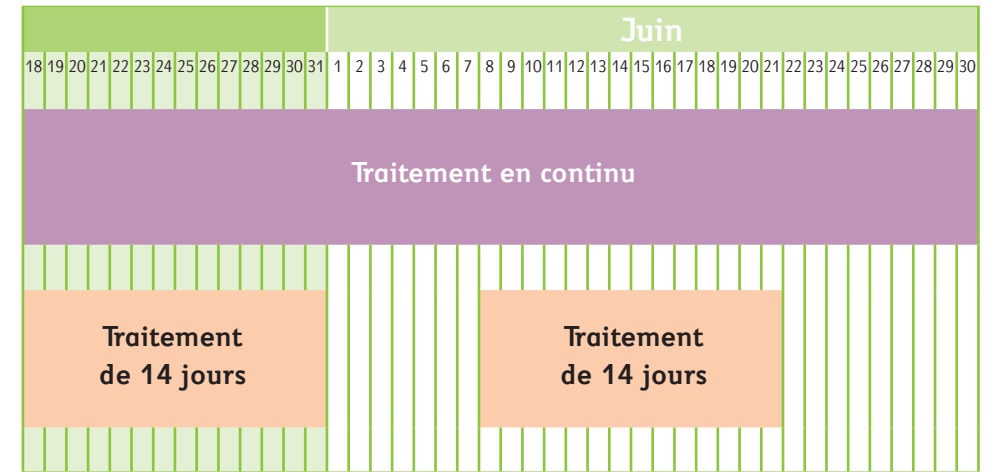 Juin
18 19 20 21 22 23 24 25 26 27 28 29 30 31 1 2 3 4 5 6 7 8 9 10 11 12 13 14 15 16 17 18 19 20 21 22 23 24 25 26 27 28 29 30
Traitement en continu
Traitement
de 14 jours
Traitement
de 14 jours